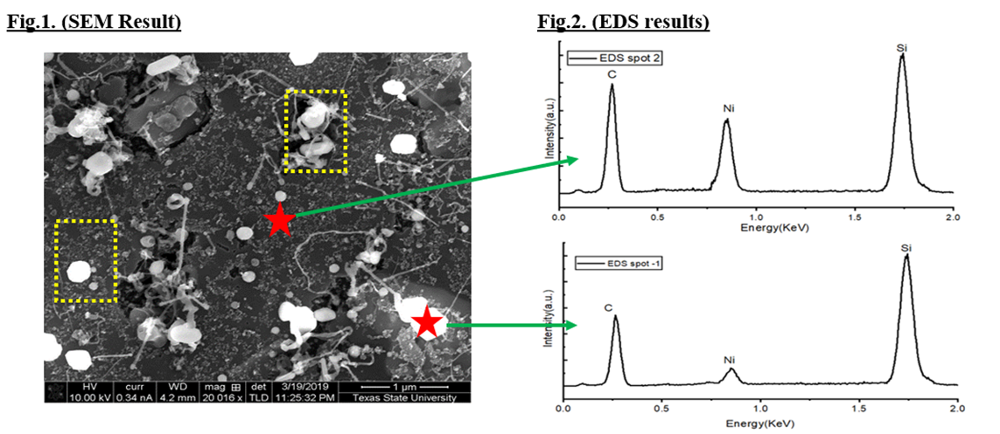 Fig.1. (SEM Result)
Fig.2. (EDS results)
HV curr WD mag ⊞ det 3/19/2019 1 µm
10.00 kV 0.34 nA 4.2 mm 20 016 x TLD 11:25:32 PM Texas State University
EDS spot 2
C
Ni
Si
Intensity(a.u.)
0.0 0.5 1.0 1.5 2.0
Energy(KeV)
EDS spot -1
C
Ni
Si
Intensity(a.u.)
0.0 0.5 1.0 1.5 2.0
Energy(KeV)